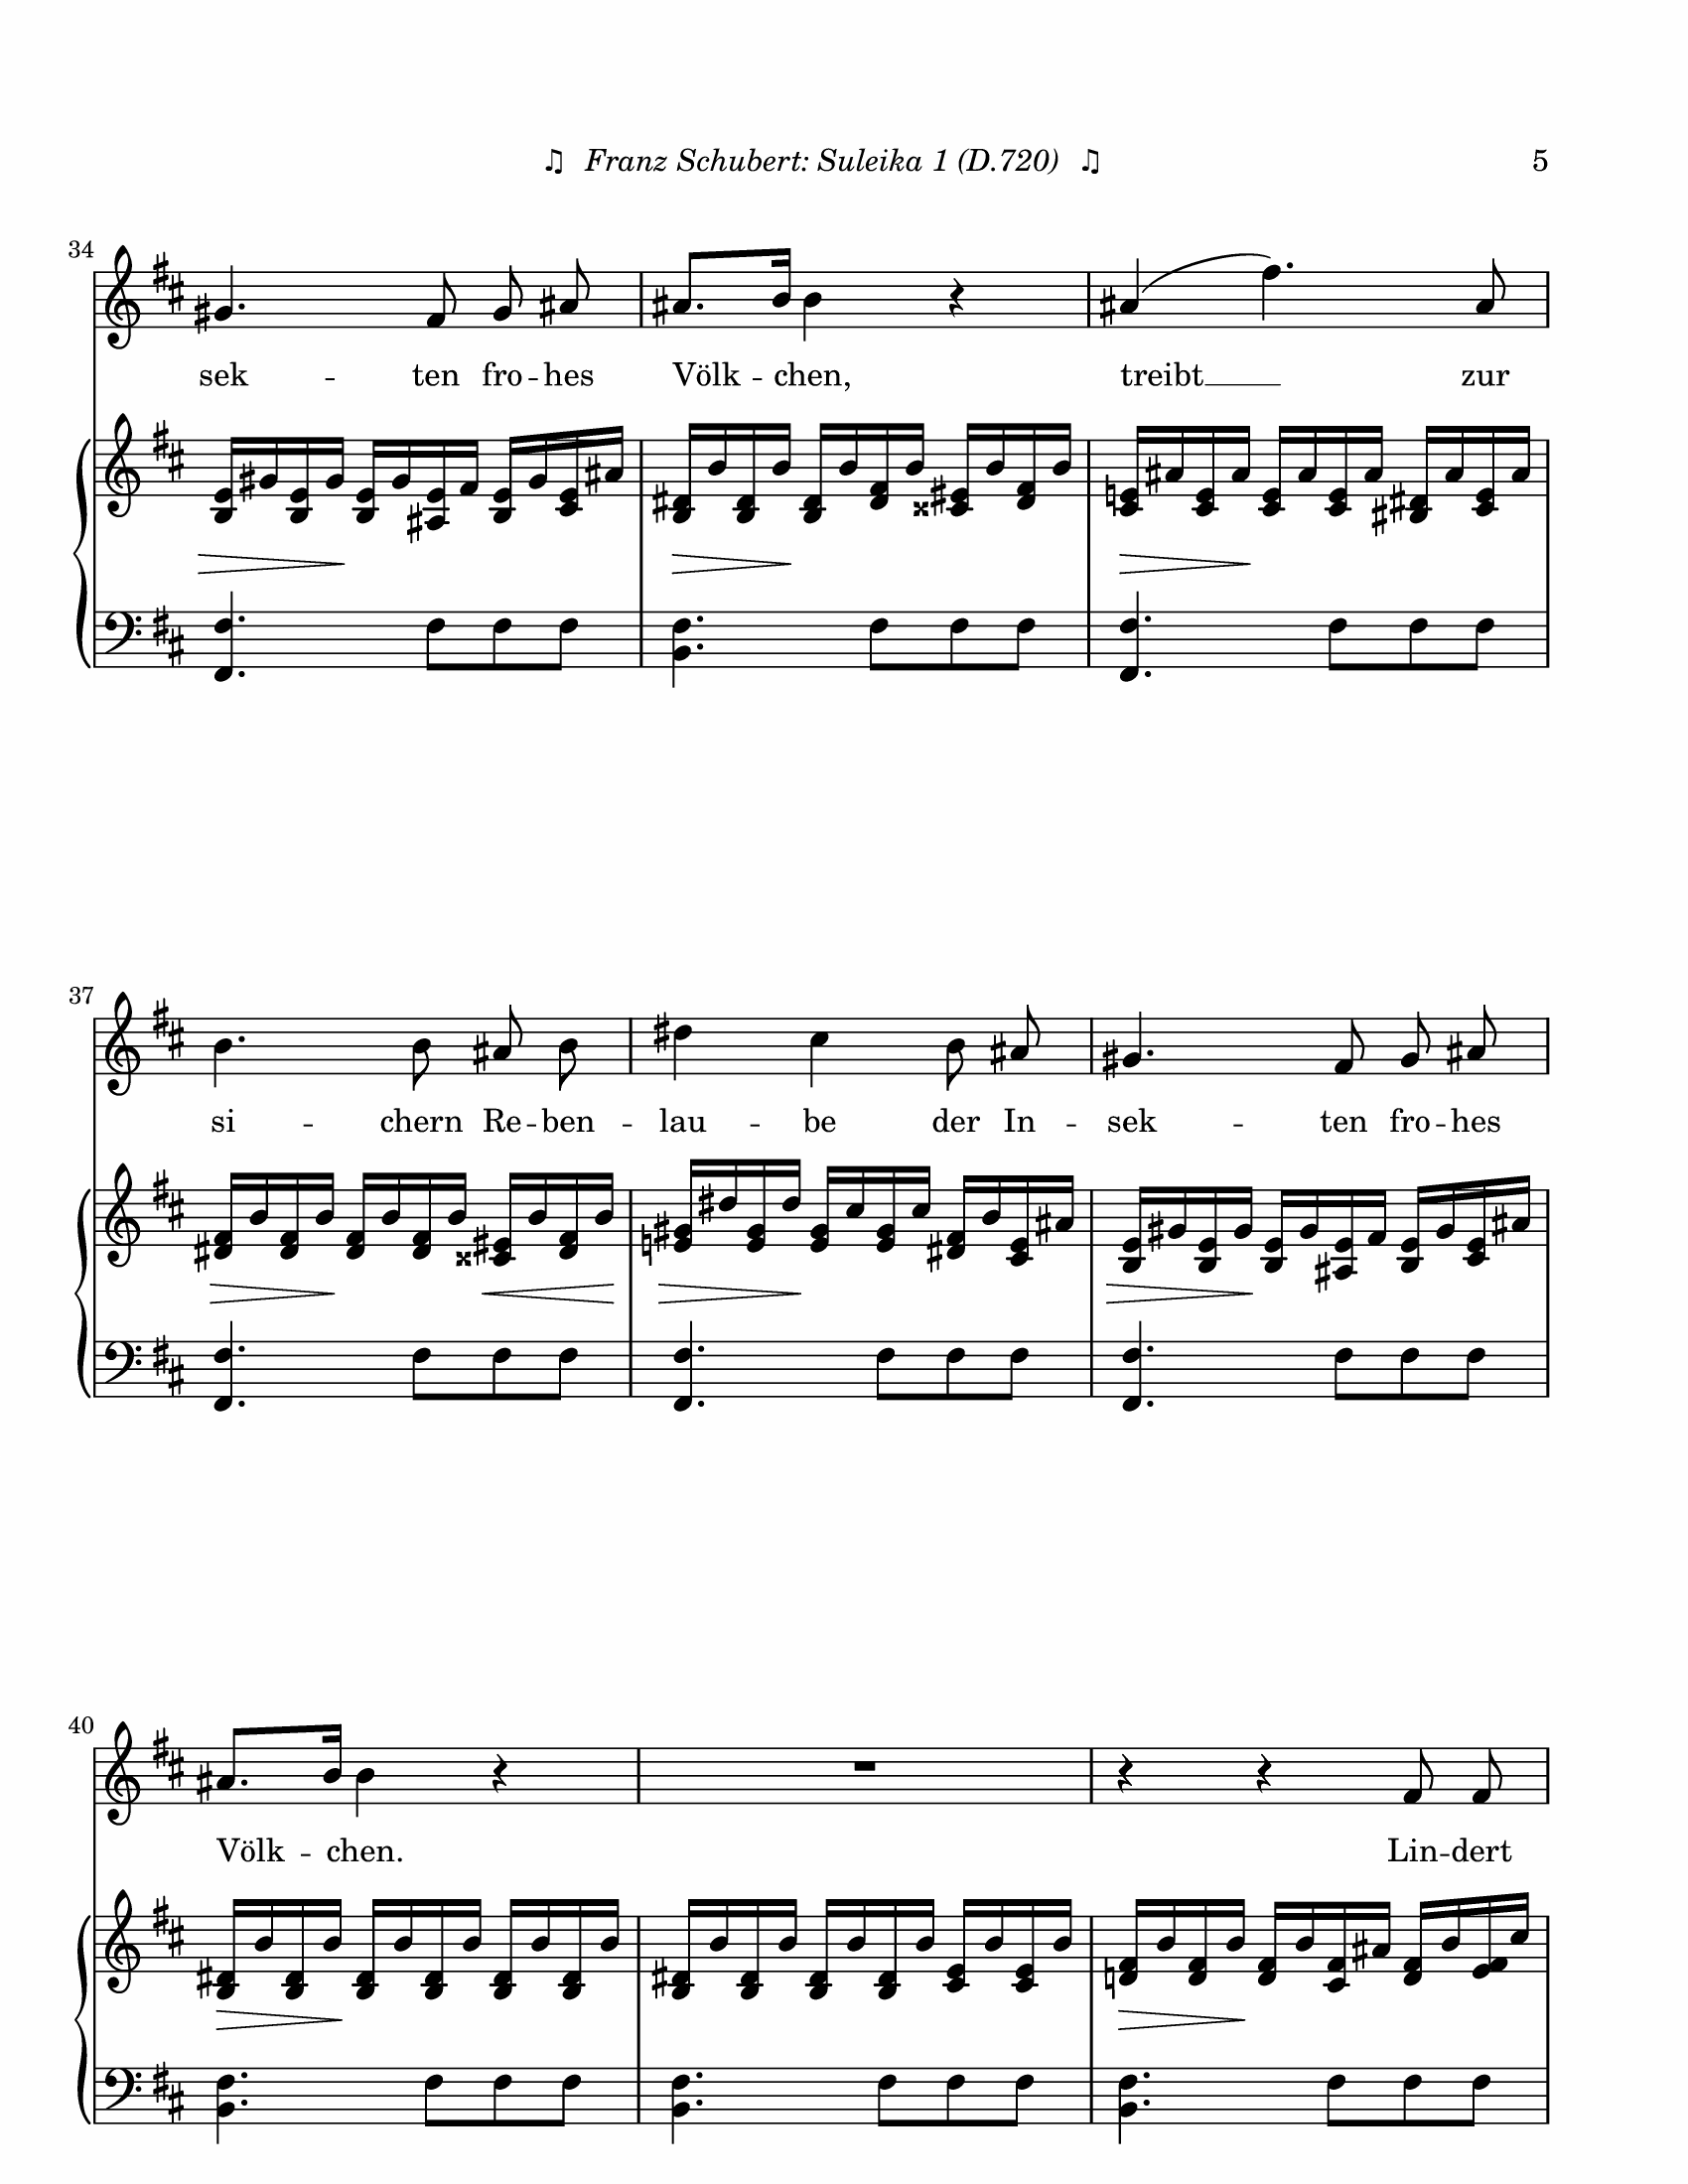 ♫ Franz Schubert: Suleika 1 (D.720) ♫ 5
34
sek - ten fro - hes Völk - chen, treibt __ zur
37
si - chern Re - ben - lau - be der In - sek - ten fro - hes
40
Völk - chen. Lin - dert